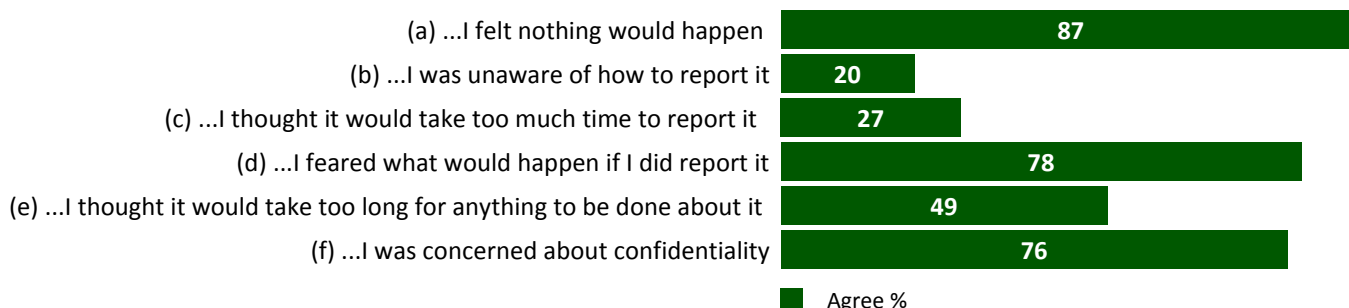 (a) ...I felt nothing would happen 87
(b) ...I was unaware of how to report it 20
(c) ...I thought it would take too much time to report it 27
(d) ...I feared what would happen if I did report it 78
(e) ...I thought it would take too long for anything to be done about it 49
(f) ...I was concerned about confidentiality 76
Agree %